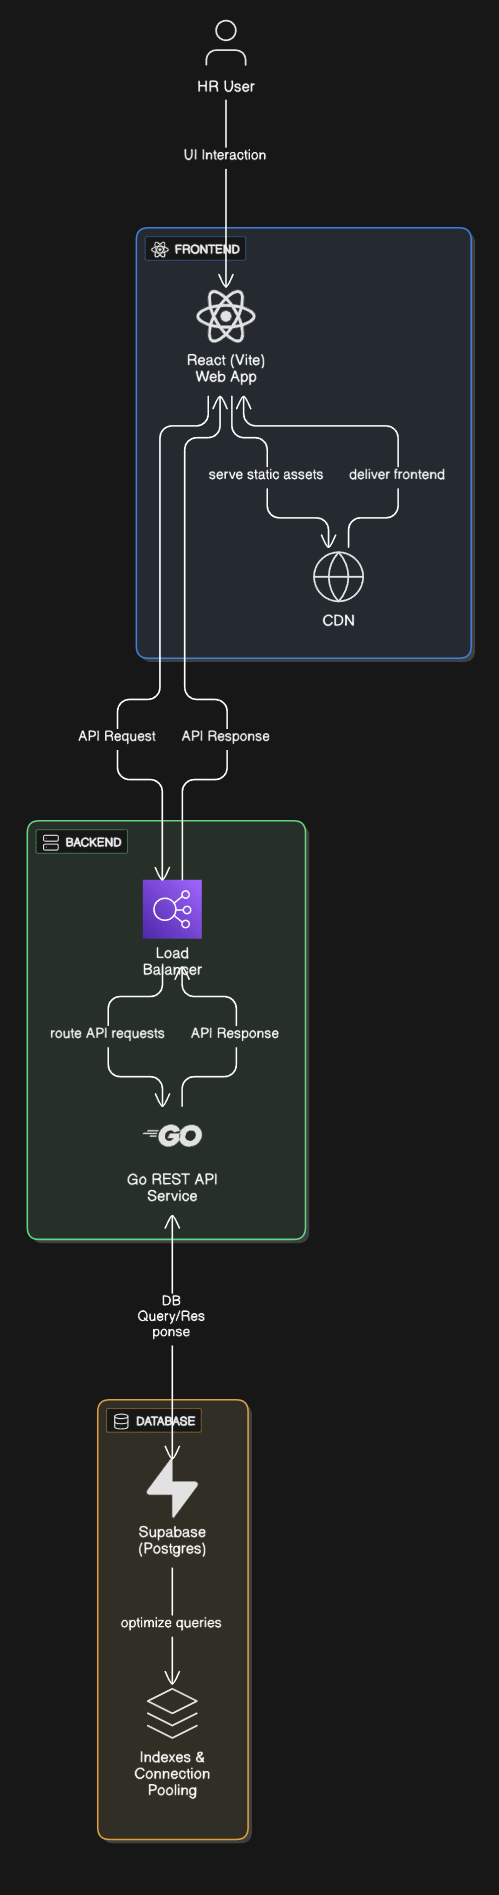 HR User
UI Interaction
FRONTEND
React (Vite)
Web App
serve static assets
deliver frontend
CDN
API Request
API Response
BACKEND
Load
Balancer
route API requests
API Response
GO
Go REST API
Service
DB
Query/Res
ponse
DATABASE
Supabase
(Postgres)
optimize queries
Indexes &
Connection
Pooling